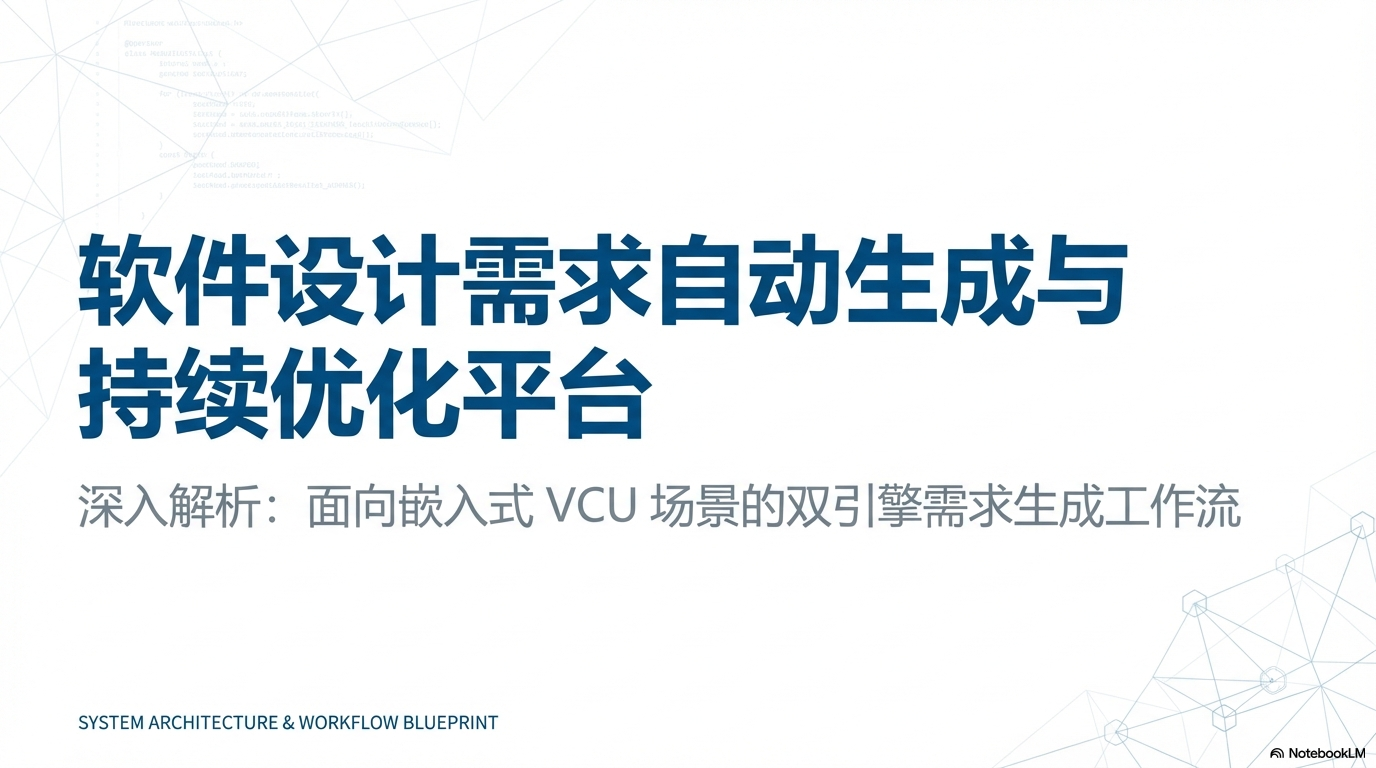 软件设计需求自动生成与
持续优化平台
深入解析：面向嵌入式 VCU 场景的双引擎需求生成工作流
SYSTEM ARCHITECTURE & WORKFLOW BLUEPRINT
NotebookLM